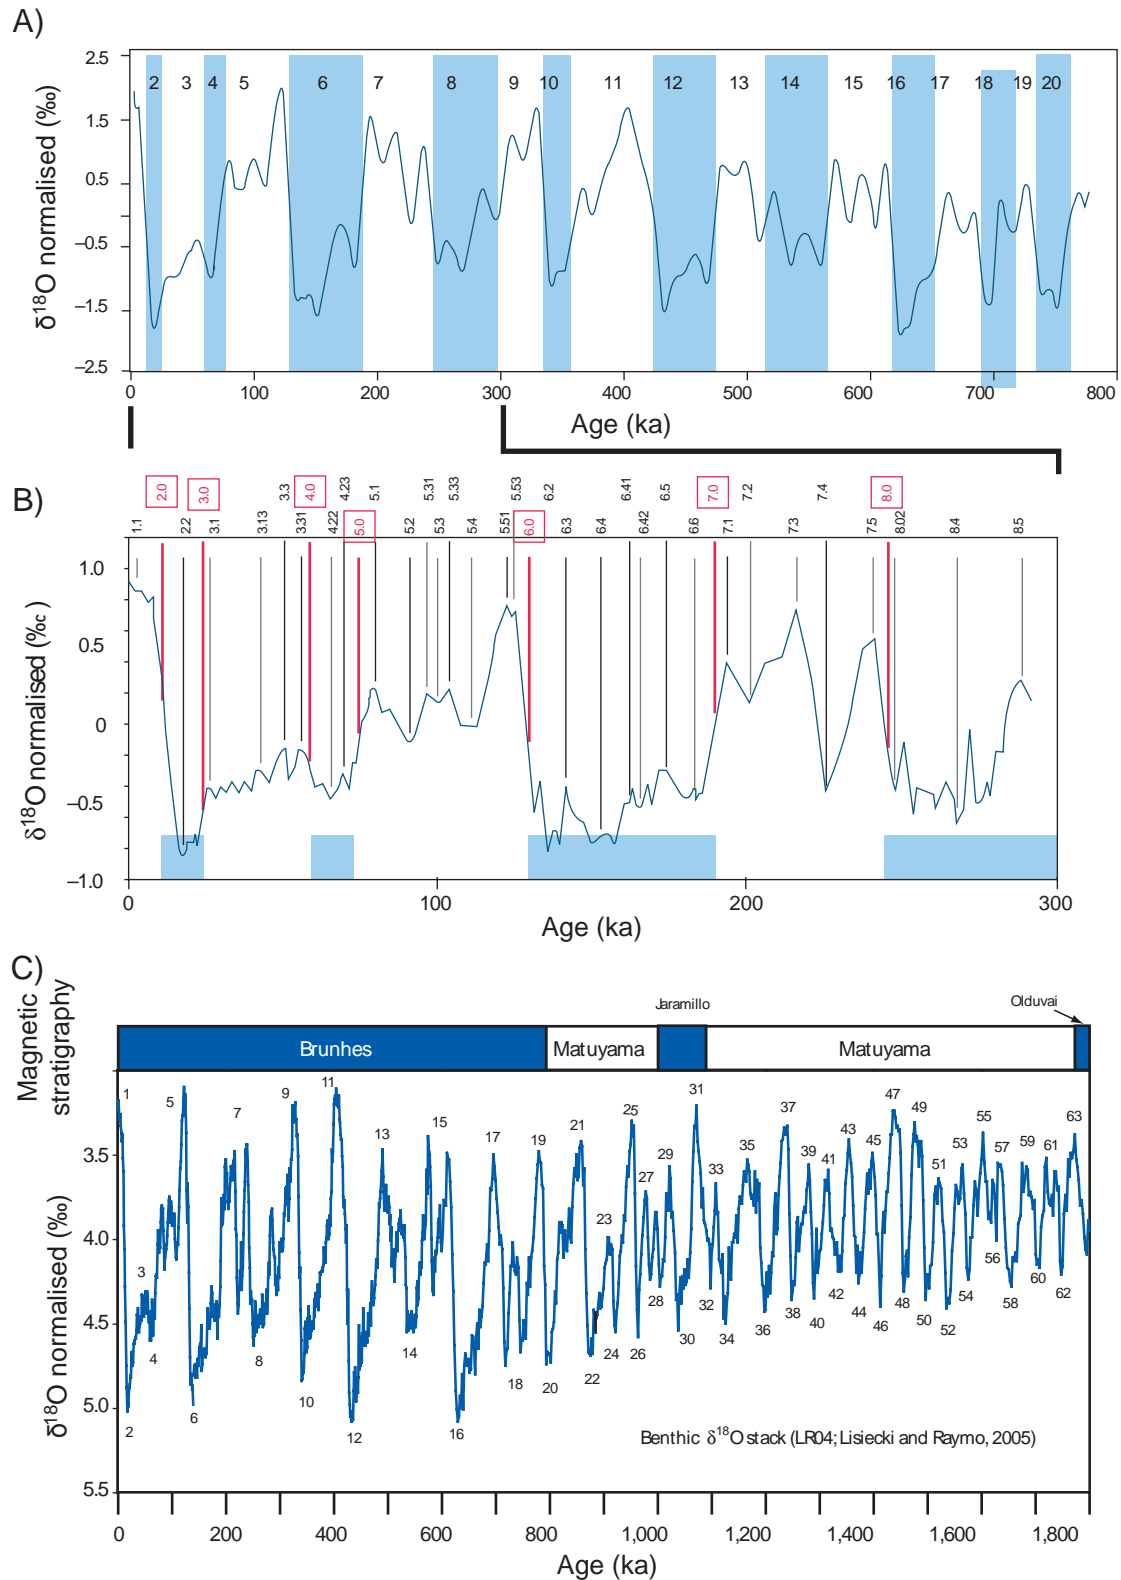 A)
δ18O normalised (‰)
2.5
1.5
0.5
–0.5
–1.5
–2.5
2 3 4 5 6 7 8 9 10 11 12 13 14 15 16 17 18 19 20
0 100 200 300 400 500 600 700 800
Age (ka)
B)
2.0 3.0 3.3 4.0 4.23 5.1 5.31 5.33 5.53 6.2 6.41 6.5 7.0 7.2 7.4 8.0
1.1 2.2 3.1 3.13 3.31 4.22 5.0 5.2 5.3 5.4 5.51 6.0 6.3 6.4 6.42 6.6 7.1 7.3 7.5 8.02 8.4 8.5
δ18O normalised (‰)
1.0
0.5
0
–0.5
–1.0
0 100 200 300
Age (ka)
C)
Magnetic
stratigraphy
Jaramillo
Olduvai
Brunhes Matuyama Matuyama
δ18O normalised (‰)
3.5
4.0
4.5
5.0
5.5
1 5 7 9 11 13 15 17 19 21 25 27 29 31 33 35 37 39 41 43 45 47 49 51 53 55 57 59 61 63
3 23
2 4 6 8 10 12 14 16 18 20 22 24 26 28 30 32 34 36 38 40 42 44 46 48 50 52 54 56 58 60 62
Benthic δ18O stack (LR04; Lisiecki and Raymo, 2005)
0 200 400 600 800 1,000 1,200 1,400 1,600 1,800
Age (ka)